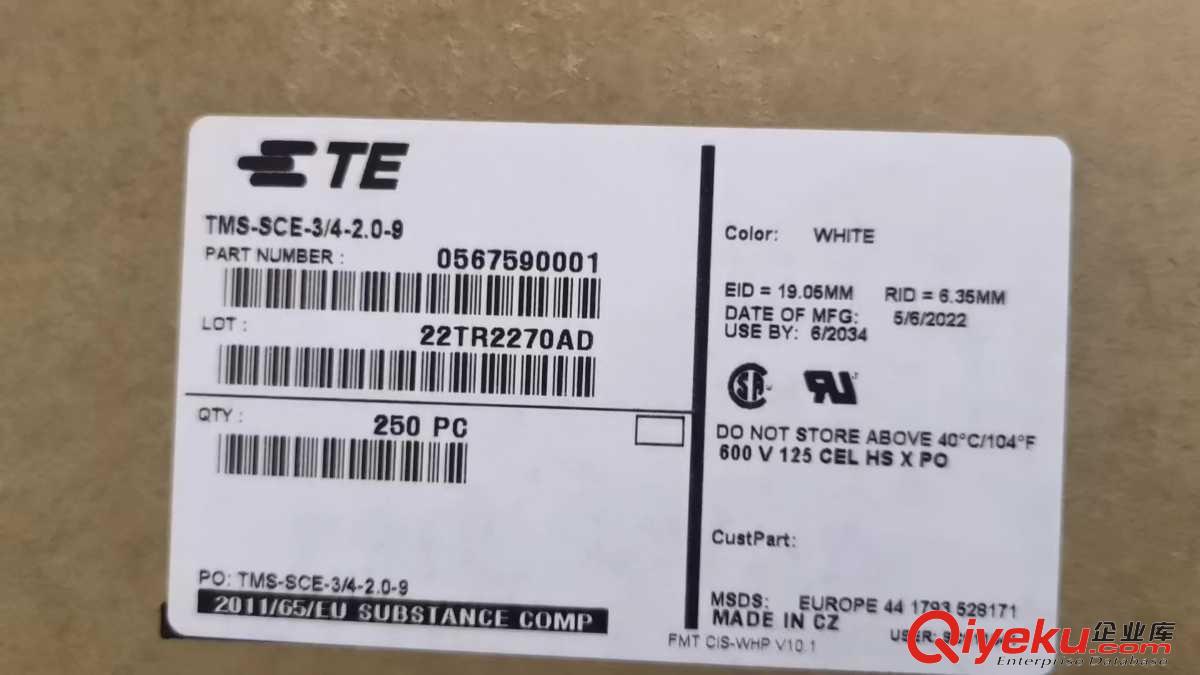 TE
TMS-SCE-3/4-2.0-9
PART NUMBER : 0567590001
LOT : 22TR2270AD
QTY : 250 PC
PO: TMS-SCE-3/4-2.0-9
2011/65/EU SUBSTANCE COMP
Color: WHITE
EID = 19.05MM RID = 6.35MM
DATE OF MFG: 5/6/2022
USE BY: 6/2034
DO NOT STORE ABOVE 40°C/104°F
600 V 125 CEL HS X PO
CustPart:
MSDS: EUROPE 44 1793 528171
MADE IN CZ
USER:
FMT CIS-WHP V10.1
Qiyeku企业库
.com
Enterprise Database